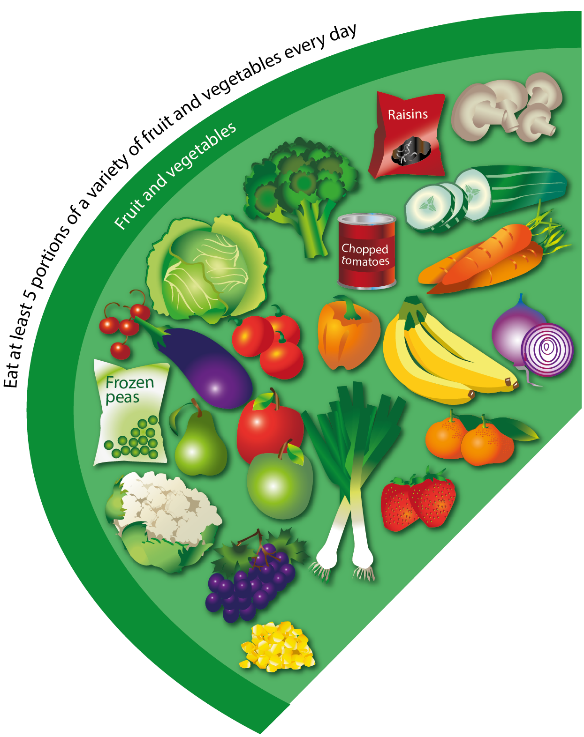 Eat at least 5 portions of a variety of fruit and vegetables every day
Fruit and vegetables
Raisins
Chopped
tomatoes
Frozen
peas